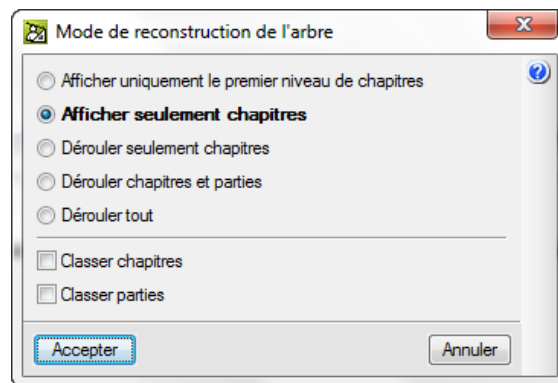 Mode de reconstruction de l'arbre
Afficher uniquement le premier niveau de chapitres
Afficher seulement chapitres
Dérouler seulement chapitres
Dérouler chapitres et parties
Dérouler tout
Classer chapitres
Classer parties
Accepter
Annuler